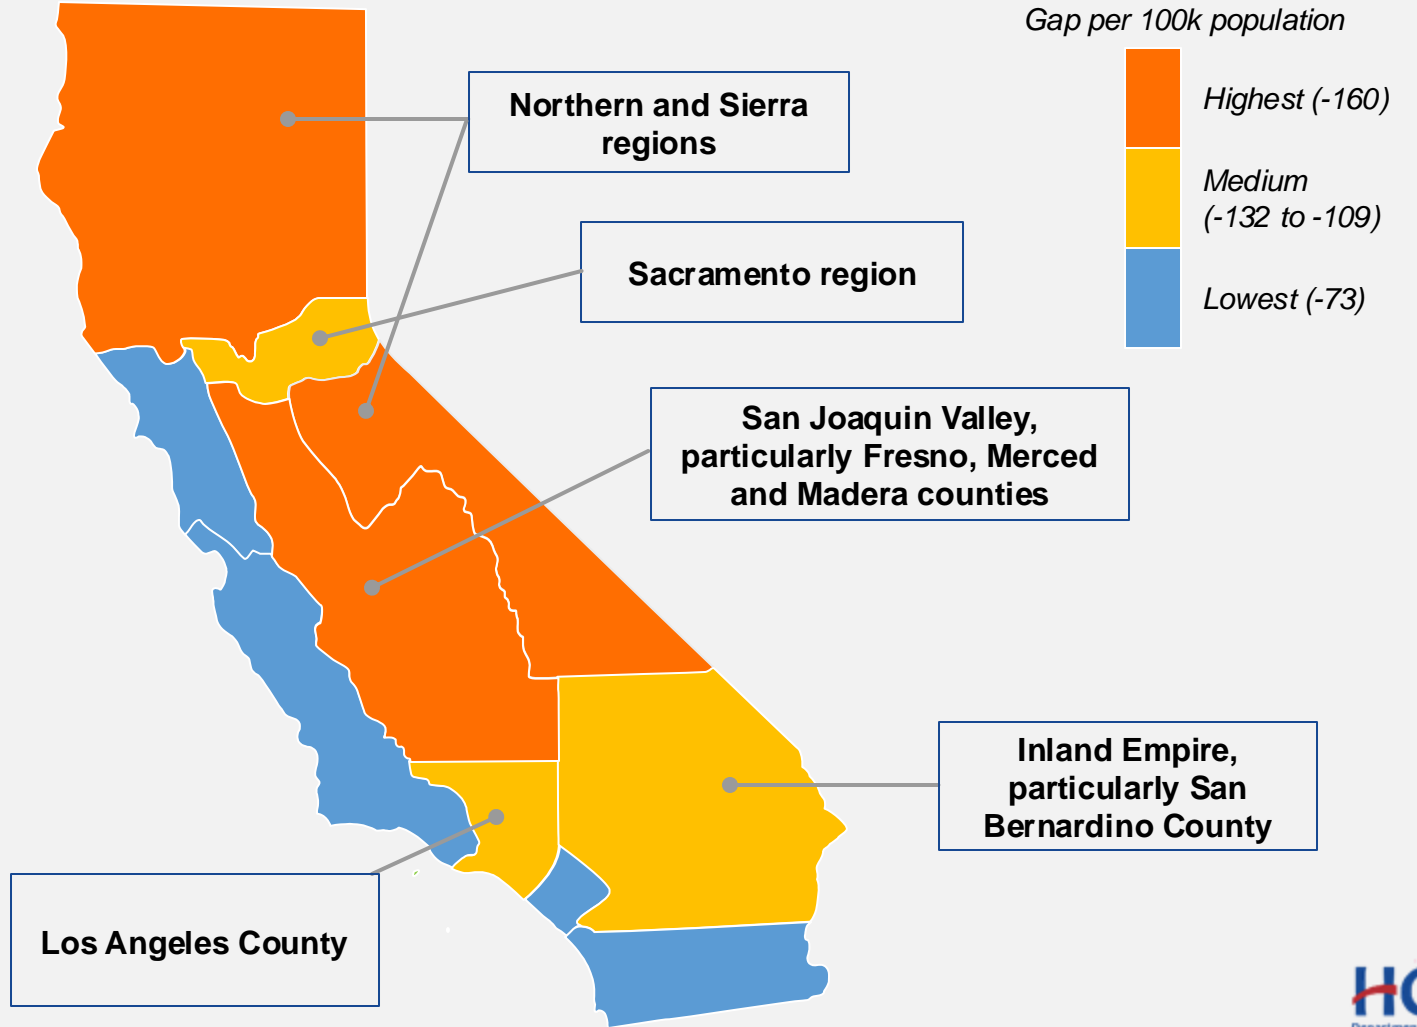 Gap per 100k population
Highest (-160)
Medium
(-132 to -109)
Lowest (-73)
Northern and Sierra
regions
Sacramento region
San Joaquin Valley,
particularly Fresno, Merced
and Madera counties
Inland Empire,
particularly San
Bernardino County
Los Angeles County